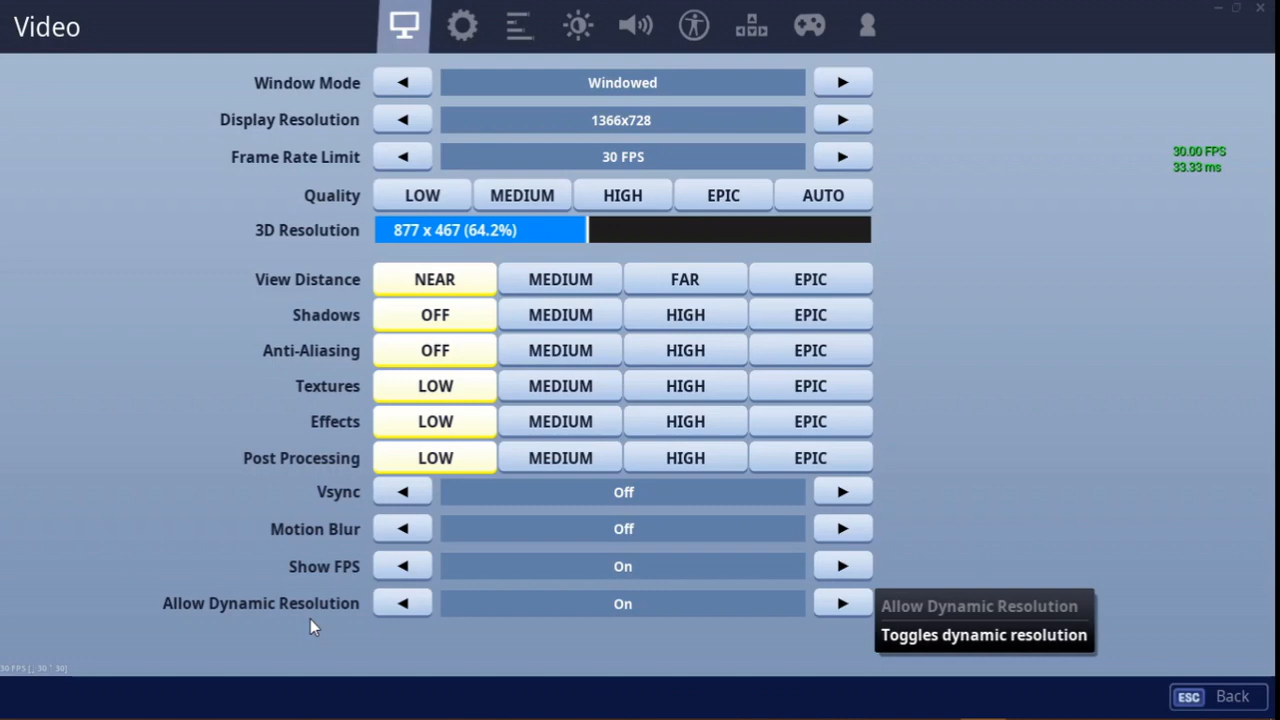 Video
Window Mode Windowed
Display Resolution 1366x728
Frame Rate Limit 30 FPS
30.00 FPS
33.33 ms
Quality LOW MEDIUM HIGH EPIC AUTO
3D Resolution 877 x 467 (64.2%)
View Distance NEAR MEDIUM FAR EPIC
Shadows OFF MEDIUM HIGH EPIC
Anti-Aliasing OFF MEDIUM HIGH EPIC
Textures LOW MEDIUM HIGH EPIC
Effects LOW MEDIUM HIGH EPIC
Post Processing LOW MEDIUM HIGH EPIC
Vsync Off
Motion Blur Off
Show FPS On
Allow Dynamic Resolution On
Allow Dynamic Resolution
Toggles dynamic resolution
30 FPS
ESC Back